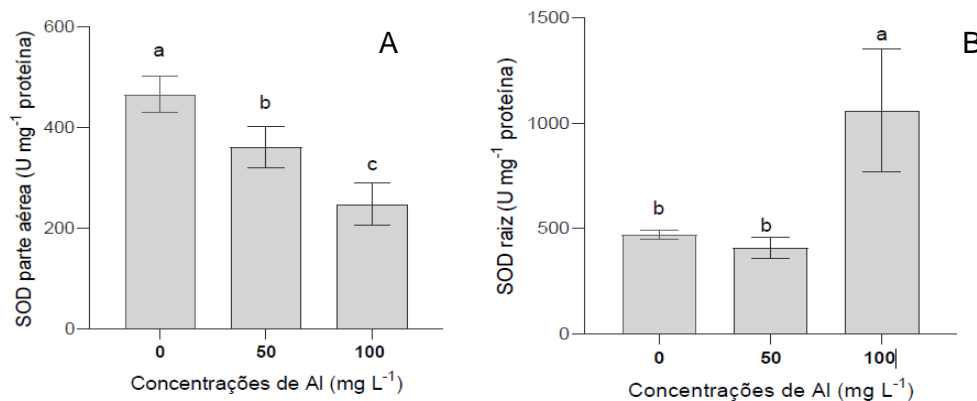 A
SOD parte aérea (U mg⁻¹ proteína)
600
400
200
0
a
b
c
0 50 100
Concentrações de Al (mg L⁻¹)
B
SOD raiz (U mg⁻¹ proteína)
1500
1000
500
0
b
b
a
0 50 100
Concentrações de Al (mg L⁻¹)